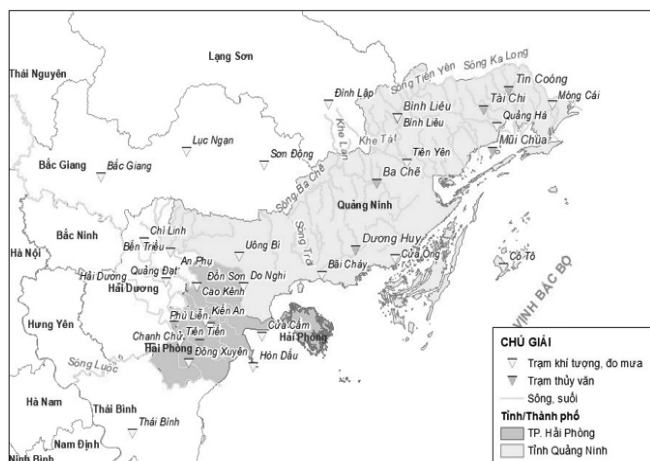 Lạng Sơn
Thái Nguyên
Sông Ka Long
Sông Tiên Yên
Tín Coóng
Đình Lập
Tài Chi
Móng Cái
Bình Liêu
Bình Liêu
Quảng Hà
Khe Lan
Khe Tát
Lục Ngạn
Sơn Động
Mũi Chùa
Tiên Yên
Bắc Giang
Bắc Giang
Sông Ba Chẽ
Ba Chẽ
Quảng Ninh
Bắc Ninh
Chí Linh
Bến Triều
Uông Bí
Sông Trới
Dương Huy
Hà Nội
An Phụ
Cửa Ông
Cô Tô
VỊNH BẮC BỘ
Hải Dương
Quảng Đạt
Đồn Sơn
Do Nghi
Bãi Cháy
Hải Dương
Cao Kênh
Hưng Yên
Phù Liễn
Kiến An
Cửa Cấm
Hải Phòng
Chanh Chử
Tiên Tiến
Hải Phòng
Đông Xuyên
Hòn Dấu
Sông Luộc
Hà Nam
Thái Bình
Thái Bình
Nam Định
Ninh Bình
CHÚ GIẢI
Trạm khí tượng, đo mưa
Trạm thủy văn
Sông, suối
Tỉnh/Thành phố
TP. Hải Phòng
Tỉnh Quảng Ninh